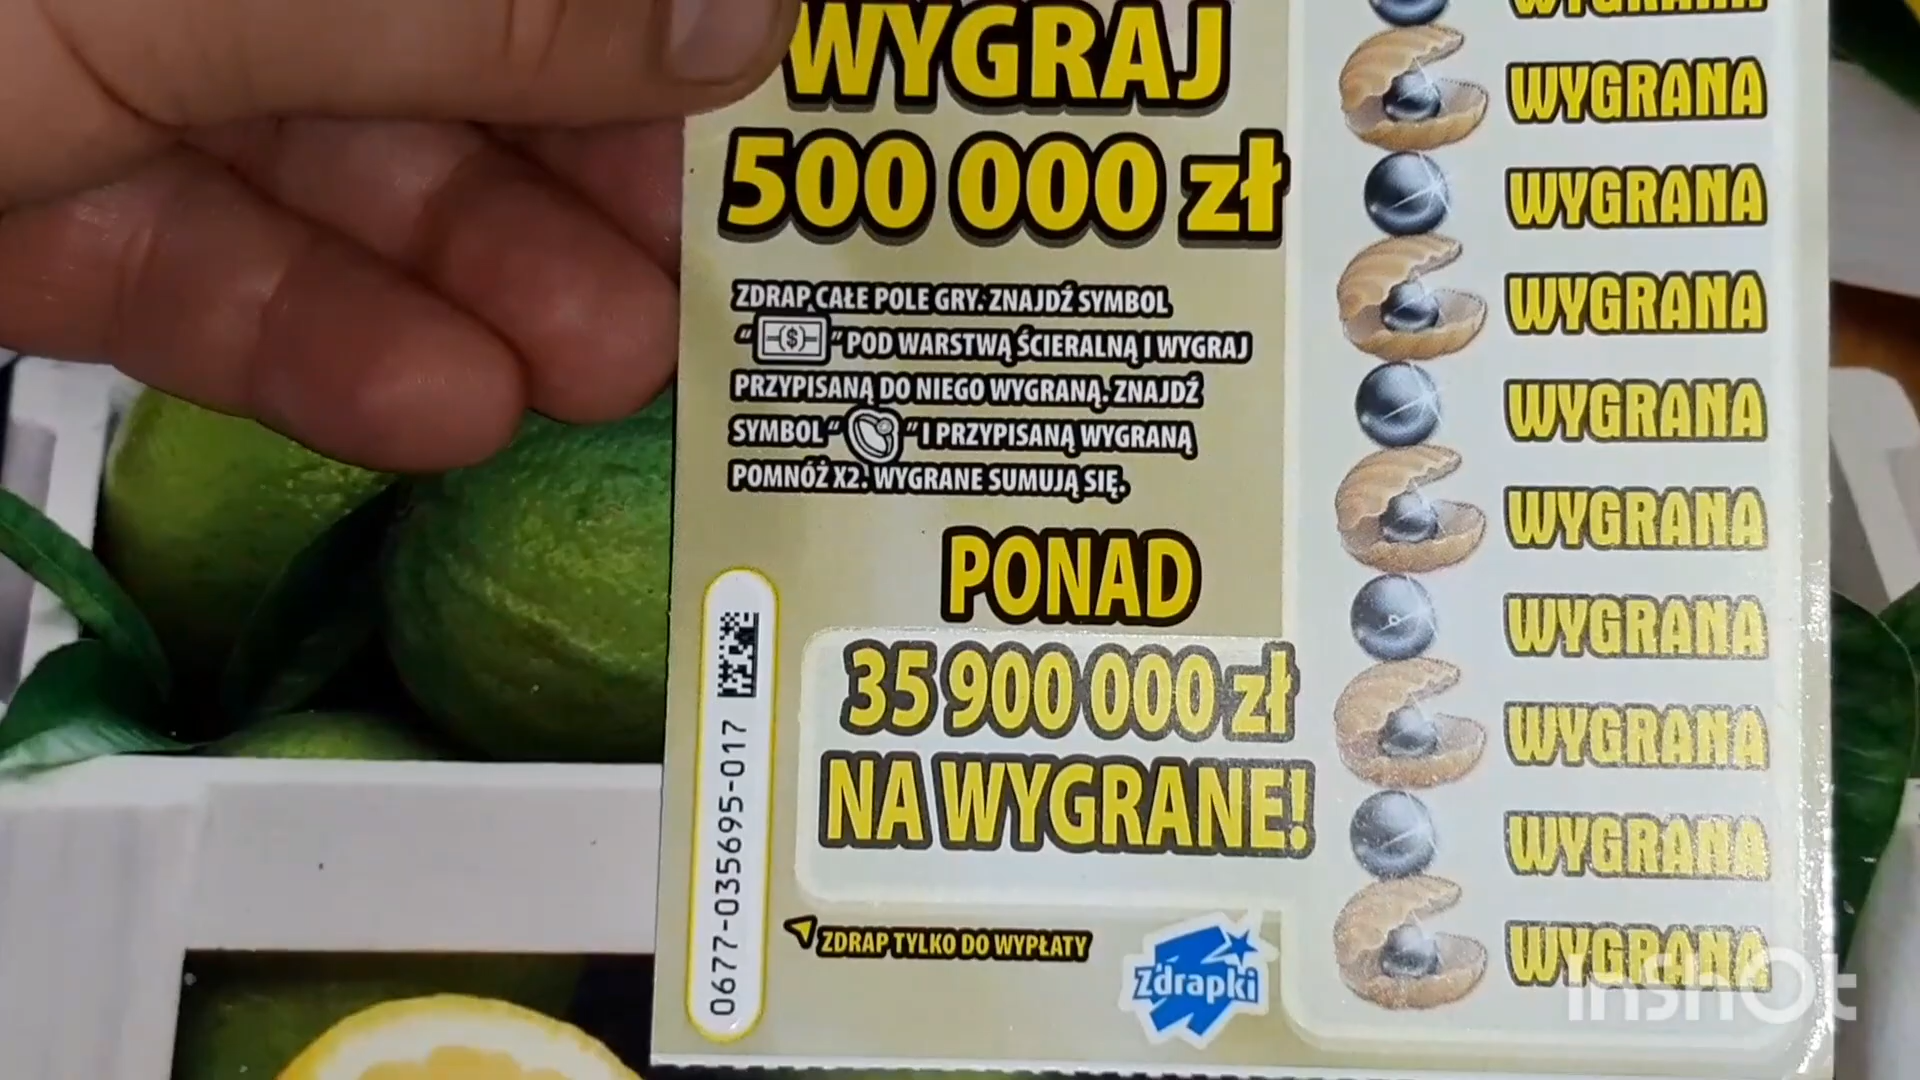 WYGRAJ
500 000 zł
ZDRAP CAŁE POLE GRY. ZNAJDŹ SYMBOL
" " POD WARSTWĄ ŚCIERALNĄ I WYGRAJ
PRZYPISANĄ DO NIEGO WYGRANĄ. ZNAJDŹ
SYMBOL " " I PRZYPISANĄ WYGRANĄ
POMNÓŻ X2. WYGRANE SUMUJĄ SIĘ.
PONAD
35 900 000 zł
NA WYGRANE!
0677-035695-017
ZDRAP TYLKO DO WYPŁATY
Zdrapki
WYGRANA
WYGRANA
WYGRANA
WYGRANA
WYGRANA
WYGRANA
WYGRANA
WYGRANA
WYGRANA
WYGRANA
InShOt